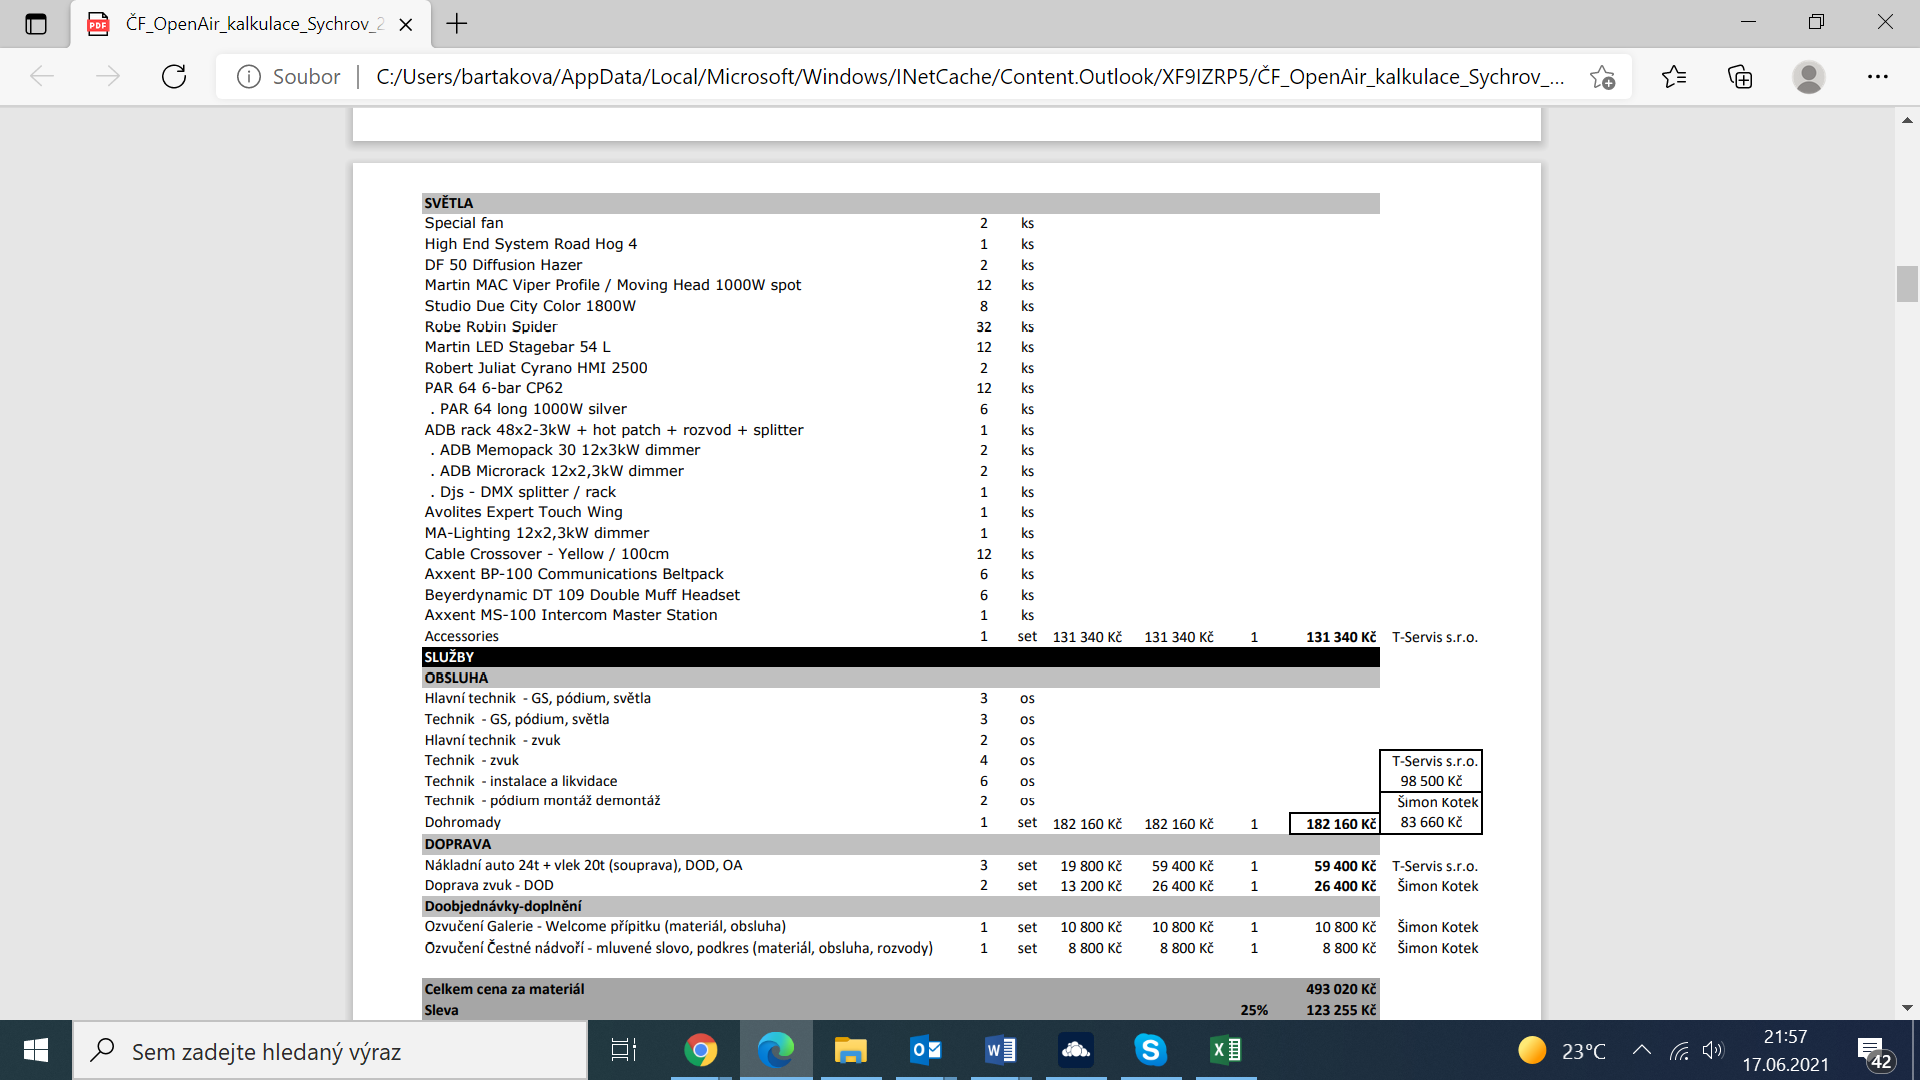 ČF_OpenAir_kalkulace_Sychrov_2
Soubor | C:/Users/bartakova/AppData/Local/Microsoft/Windows/INetCache/Content.Outlook/XF9IZRP5/ČF_OpenAir_kalkulace_Sychrov_...
SVĚTLA
Special fan 2 ks
High End System Road Hog 4 1 ks
DF 50 Diffusion Hazer 2 ks
Martin MAC Viper Profile / Moving Head 1000W spot 12 ks
Studio Due City Color 1800W 8 ks
Robe Robin Spider 32 ks
Martin LED Stagebar 54 L 12 ks
Robert Juliat Cyrano HMI 2500 2 ks
PAR 64 6-bar CP62 12 ks
. PAR 64 long 1000W silver 6 ks
ADB rack 48x2-3kW + hot patch + rozvod + splitter 1 ks
. ADB Memopack 30 12x3kW dimmer 2 ks
. ADB Microrack 12x2,3kW dimmer 2 ks
. Djs - DMX splitter / rack 1 ks
Avolites Expert Touch Wing 1 ks
MA-Lighting 12x2,3kW dimmer 1 ks
Cable Crossover - Yellow / 100cm 12 ks
Axxent BP-100 Communications Beltpack 6 ks
Beyerdynamic DT 109 Double Muff Headset 6 ks
Axxent MS-100 Intercom Master Station 1 ks
Accessories 1 set 131 340 Kč 131 340 Kč 1 131 340 Kč T-Servis s.r.o.
SLUŽBY
OBSLUHA
Hlavní technik - GS, pódium, světla 3 os
Technik - GS, pódium, světla 3 os
Hlavní technik - zvuk 2 os
Technik - zvuk 4 os T-Servis s.r.o.
Technik - instalace a likvidace 6 os 98 500 Kč
Technik - pódium montáž demontáž 2 os Šimon Kotek
Dohromady 1 set 182 160 Kč 182 160 Kč 1 182 160 Kč 83 660 Kč
DOPRAVA
Nákladní auto 24t + vlek 20t (souprava), DOD, OA 3 set 19 800 Kč 59 400 Kč 1 59 400 Kč T-Servis s.r.o.
Doprava zvuk - DOD 2 set 13 200 Kč 26 400 Kč 1 26 400 Kč Šimon Kotek
Doobjednávky-doplnění
Ozvučení Galerie - Welcome přípitku (materiál, obsluha) 1 set 10 800 Kč 10 800 Kč 1 10 800 Kč Šimon Kotek
Ozvučení Čestné nádvoří - mluvené slovo, podkres (materiál, obsluha, rozvody) 1 set 8 800 Kč 8 800 Kč 1 8 800 Kč Šimon Kotek
Celkem cena za materiál 493 020 Kč
Sleva 25% 123 255 Kč
Sem zadejte hledaný výraz
23°C
21:57
17.06.2021
42